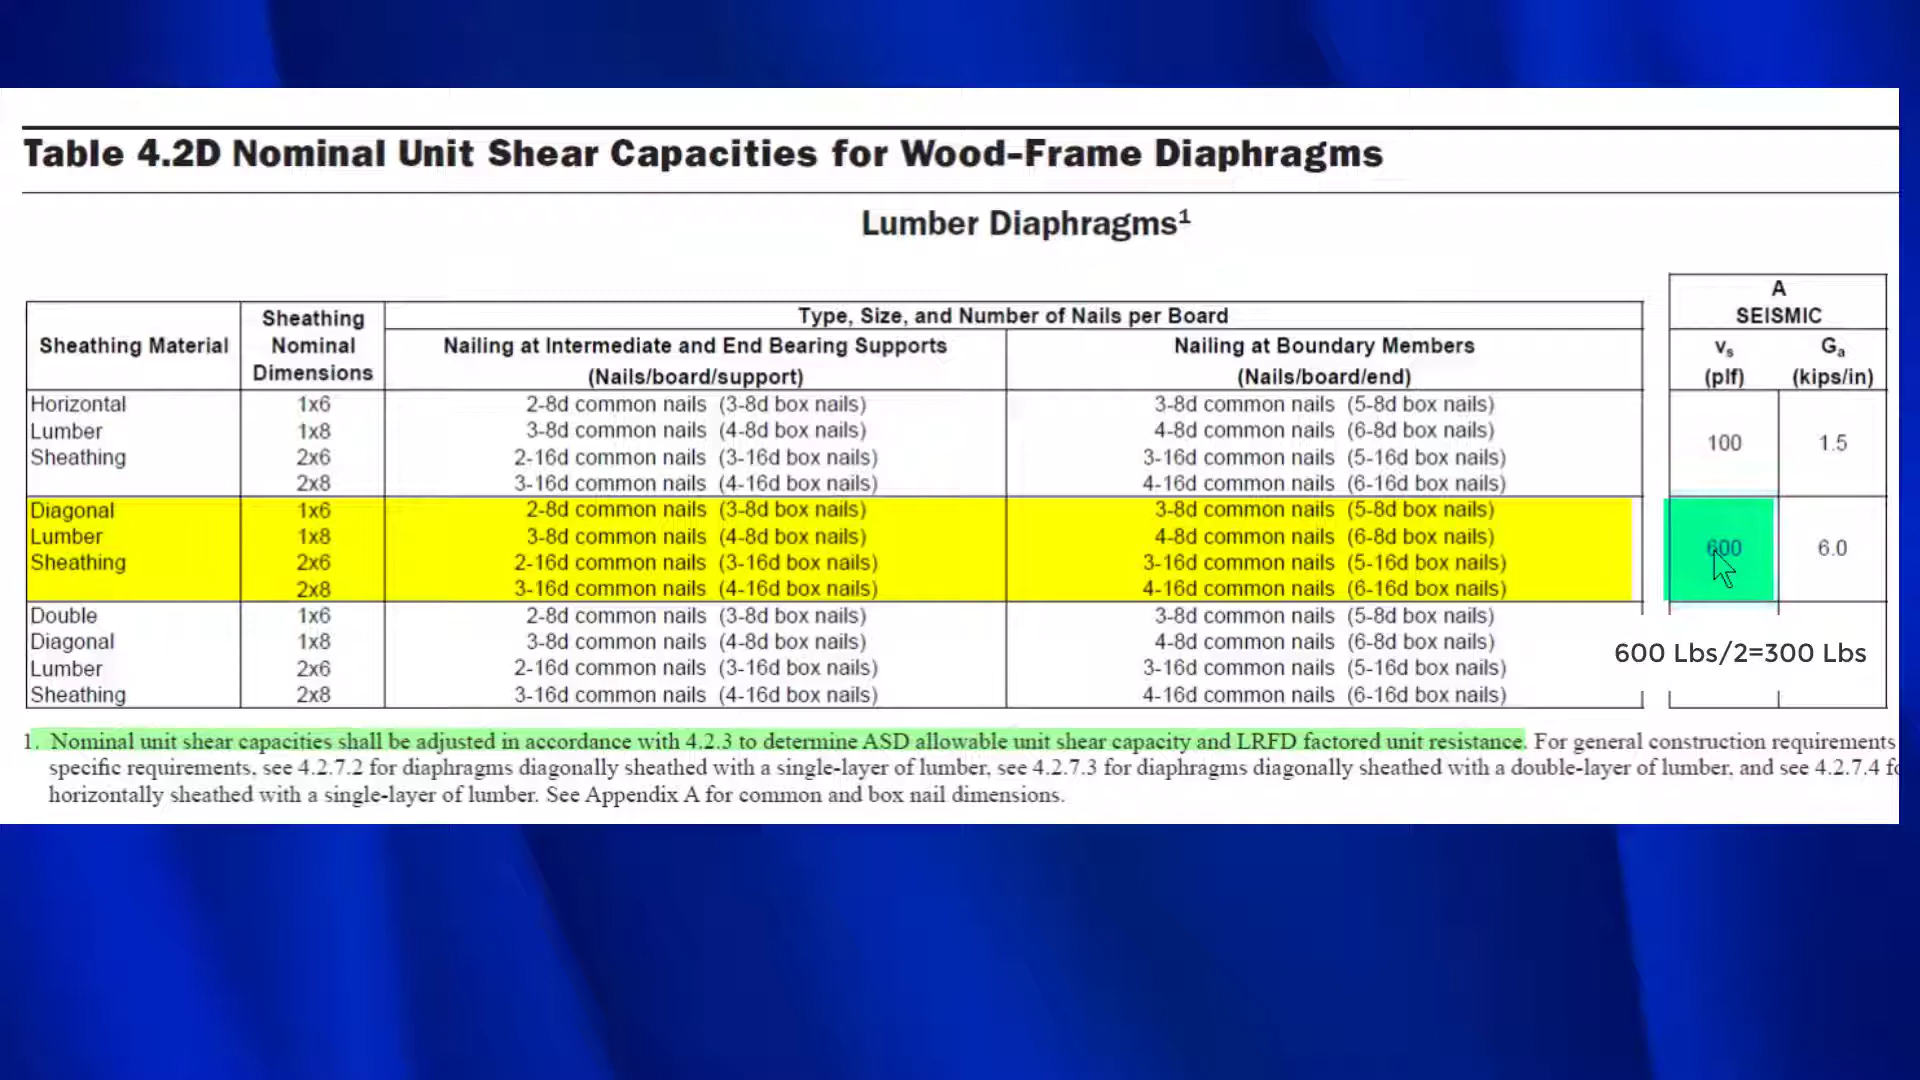 Table 4.2D Nominal Unit Shear Capacities for Wood-Frame Diaphragms
Lumber Diaphragms¹
A
SEISMIC
Sheathing Material
Sheathing Nominal Dimensions
Type, Size, and Number of Nails per Board
Nailing at Intermediate and End Bearing Supports
(Nails/board/support)
Nailing at Boundary Members
(Nails/board/end)
vs (plf)
Ga (kips/in)
Horizontal 1x6 2-8d common nails (3-8d box nails) 3-8d common nails (5-8d box nails)
Lumber 1x8 3-8d common nails (4-8d box nails) 4-8d common nails (6-8d box nails)
100 1.5
Sheathing 2x6 2-16d common nails (3-16d box nails) 3-16d common nails (5-16d box nails)
2x8 3-16d common nails (4-16d box nails) 4-16d common nails (6-16d box nails)
Diagonal 1x6 2-8d common nails (3-8d box nails) 3-8d common nails (5-8d box nails)
Lumber 1x8 3-8d common nails (4-8d box nails) 4-8d common nails (6-8d box nails)
600 6.0
Sheathing 2x6 2-16d common nails (3-16d box nails) 3-16d common nails (5-16d box nails)
2x8 3-16d common nails (4-16d box nails) 4-16d common nails (6-16d box nails)
Double 1x6 2-8d common nails (3-8d box nails) 3-8d common nails (5-8d box nails)
Diagonal 1x8 3-8d common nails (4-8d box nails) 4-8d common nails (6-8d box nails)
600 Lbs/2=300 Lbs
Lumber 2x6 2-16d common nails (3-16d box nails) 3-16d common nails (5-16d box nails)
Sheathing 2x8 3-16d common nails (4-16d box nails) 4-16d common nails (6-16d box nails)
1. Nominal unit shear capacities shall be adjusted in accordance with 4.2.3 to determine ASD allowable unit shear capacity and LRFD factored unit resistance. For general construction requirements
specific requirements, see 4.2.7.2 for diaphragms diagonally sheathed with a single-layer of lumber, see 4.2.7.3 for diaphragms diagonally sheathed with a double-layer of lumber, and see 4.2.7.4
horizontally sheathed with a single-layer of lumber. See Appendix A for common and box nail dimensions.